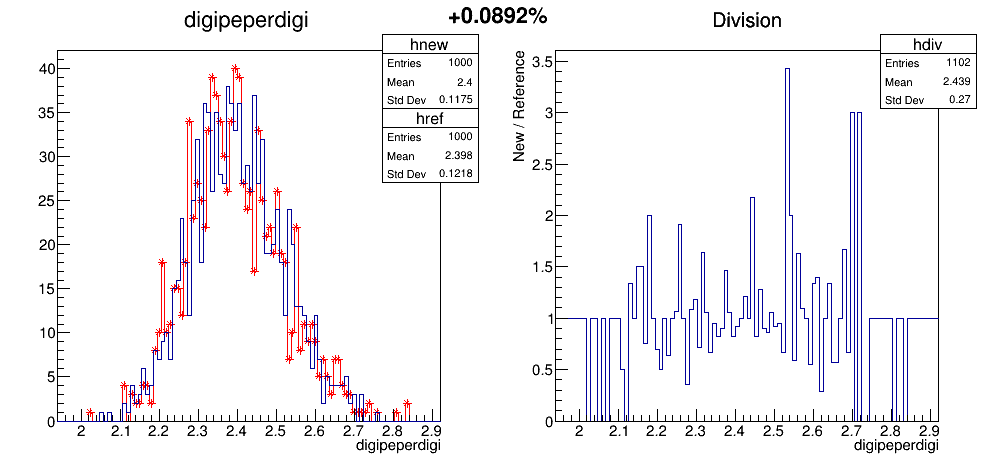 digipeperdigi
+0.0892%
Division
hnew
Entries 1000
Mean 2.4
Std Dev 0.1175
href
Entries 1000
Mean 2.398
Std Dev 0.1218
40
35
30
25
20
15
10
5
0
2 2.1 2.2 2.3 2.4 2.5 2.6 2.7 2.8 2.9
digipeperdigi
hdiv
Entries 1102
Mean 2.439
Std Dev 0.27
New / Reference
3.5
3
2.5
2
1.5
1
0.5
0
2 2.1 2.2 2.3 2.4 2.5 2.6 2.7 2.8 2.9
digipeperdigi